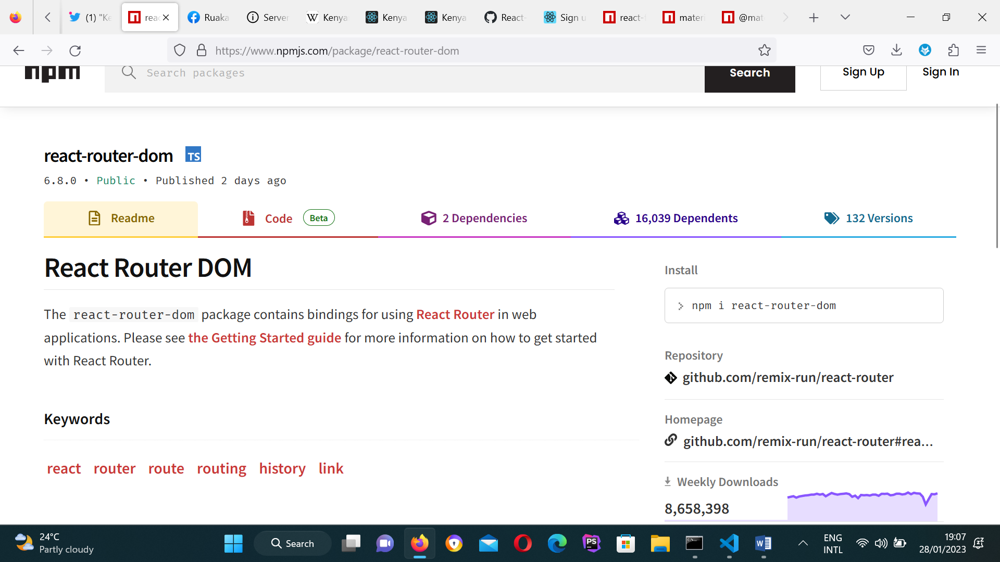 (1) "Ke
reac
Ruaka
Server
Kenya
Kenya
Kenya
React-
Sign u
react-
materi
@mat
https://www.npmjs.com/package/react-router-dom
npm
Search packages
Search
Sign Up
Sign In
react-router-dom
TS
6.8.0 • Public • Published 2 days ago
Readme
Code Beta
2 Dependencies
16,039 Dependents
132 Versions
React Router DOM
The react-router-dom package contains bindings for using React Router in web
applications. Please see the Getting Started guide for more information on how to get started
with React Router.
Keywords
react router route routing history link
Install
> npm i react-router-dom
Repository
github.com/remix-run/react-router
Homepage
github.com/remix-run/react-router#rea...
Weekly Downloads
8,658,398
24°C
Partly cloudy
Search
PS
W
ENG
INTL
19:07
28/01/2023